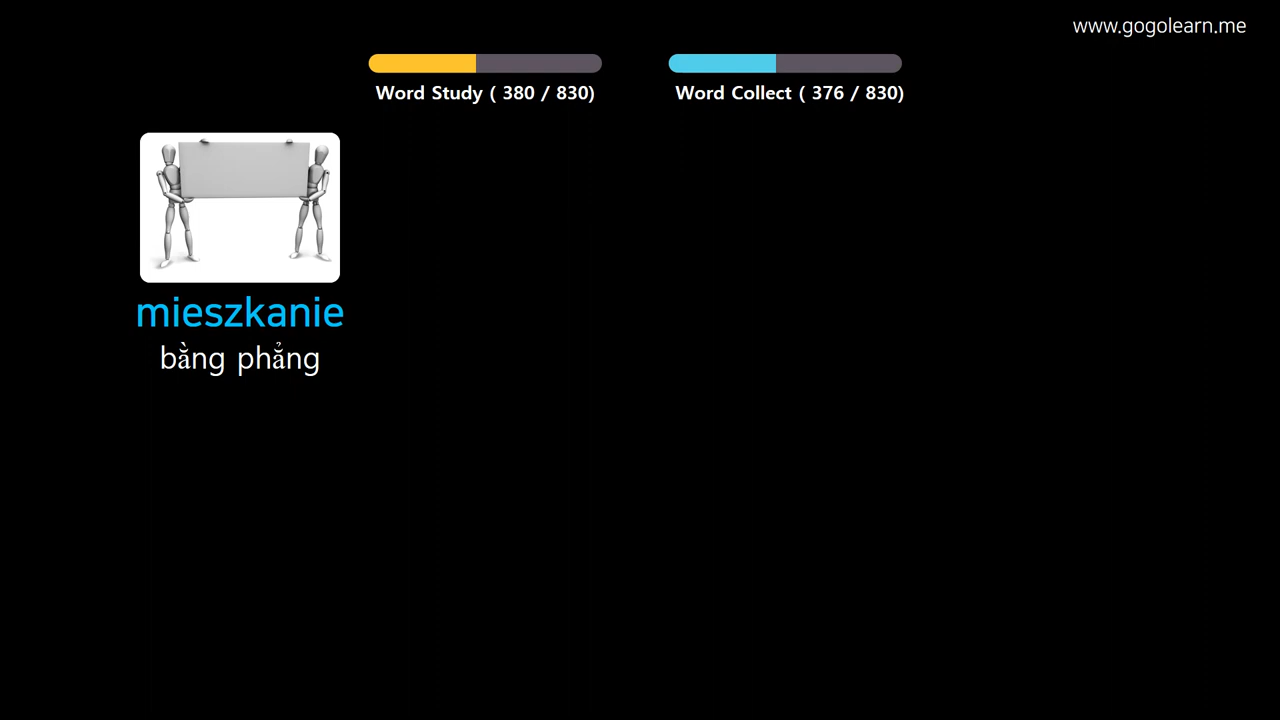 www.gogolearn.me
Word Study ( 380 / 830)
Word Collect ( 376 / 830)
mieszkanie
bằng phẳng